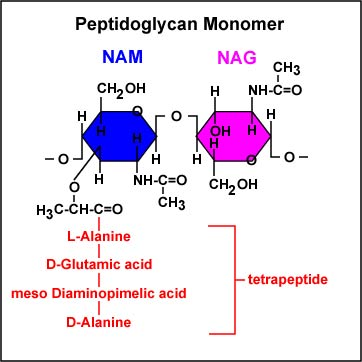 Peptidoglycan Monomer
NAM NAG
CH₃
CH₂OH H NH-C=O
H O O H H
H H OH H
O H O
H H CH₂OH O
O NH-C=O
H₃C-CH-C=O CH₃
L-Alanine
D-Glutamic acid
meso Diaminopimelic acid
D-Alanine
tetrapeptide